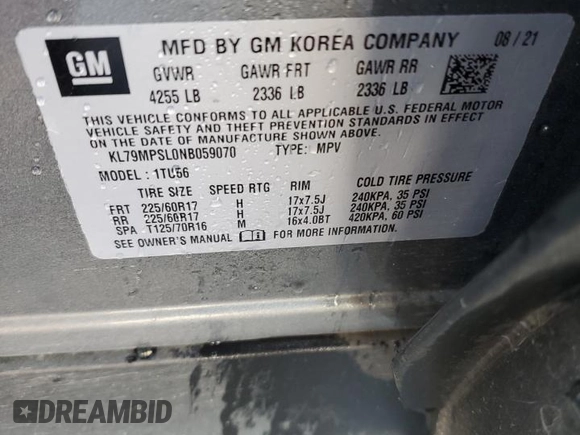 GM
MFD BY GM KOREA COMPANY 08 / 21
GVWR GAWR FRT GAWR RR
4255 LB 2336 LB 2336 LB
THIS VEHICLE CONFORMS TO ALL APPLICABLE U.S. FEDERAL MOTOR
VEHICLE SAFETY AND THEFT PREVENTION STANDARDS IN EFFECT ON
THE DATE OF MANUFACTURE SHOWN ABOVE.
KL79MPSL0NB059070 TYPE: MPV
MODEL: 1TU56
TIRE SIZE SPEED RTG RIM COLD TIRE PRESSURE
FRT 225/60R17 H 17x7.5J 240KPA, 35 PSI
RR 225/60R17 H 17x7.5J 240KPA, 35 PSI
SPA T125/70R16 M 16x4.0BT 420KPA, 60 PSI
SEE OWNER'S MANUAL FOR MORE INFORMATION.
DREAMBID